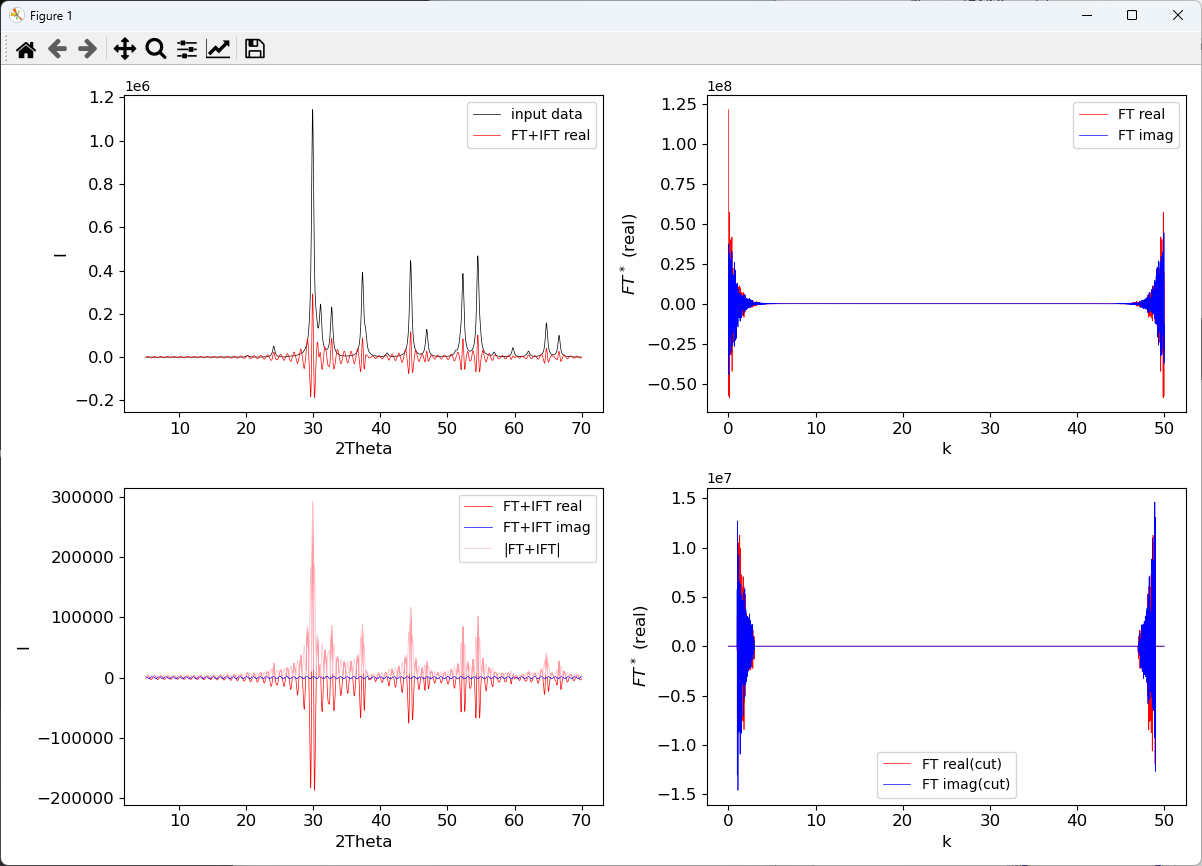 Figure 1
1e6
1.2
1.0
0.8
0.6
0.4
0.2
0.0
−0.2
I
10 20 30 40 50 60 70
2Theta
input data
FT+IFT real
1e8
1.25
1.00
0.75
0.50
0.25
0.00
−0.25
−0.50
FT* (real)
0 10 20 30 40 50
k
FT real
FT imag
300000
200000
100000
0
−100000
−200000
I
10 20 30 40 50 60 70
2Theta
FT+IFT real
FT+IFT imag
|FT+IFT|
1e7
1.5
1.0
0.5
0.0
−0.5
−1.0
−1.5
FT* (real)
0 10 20 30 40 50
k
FT real(cut)
FT imag(cut)